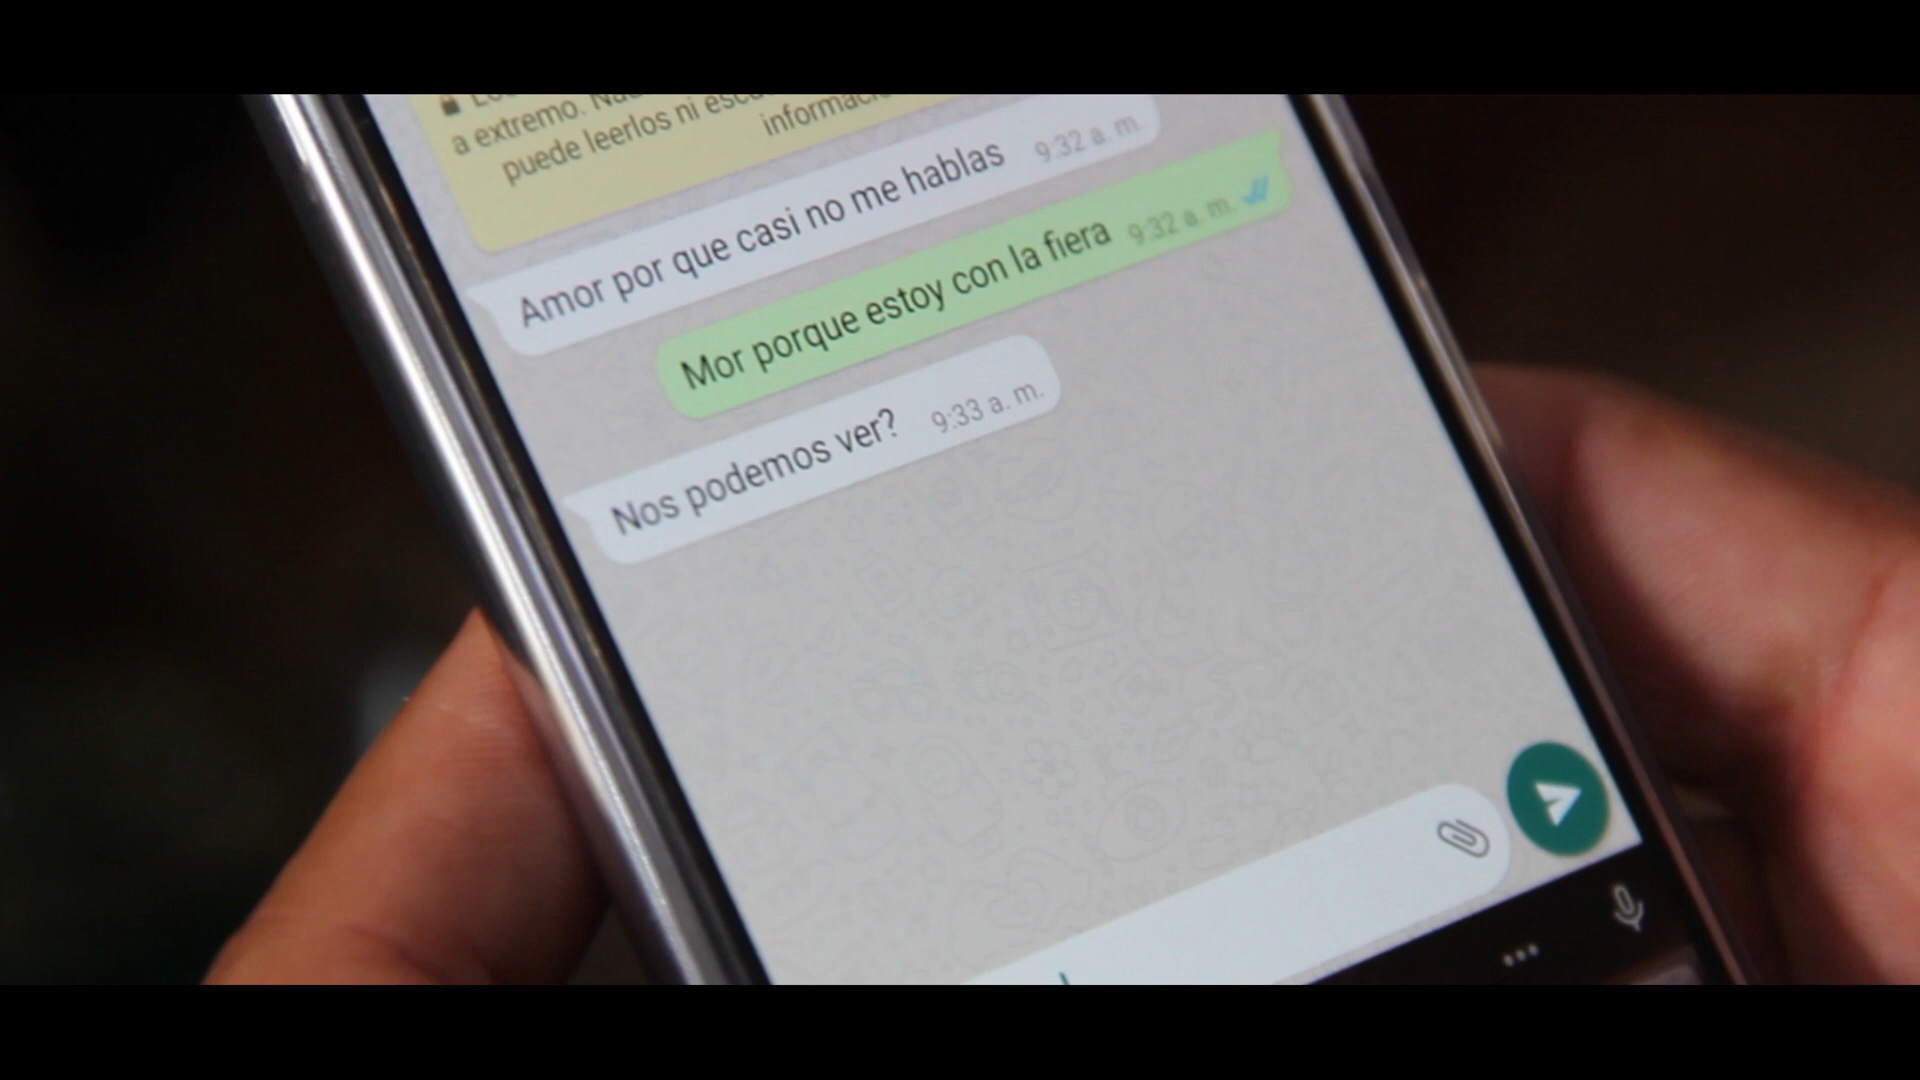 a extremo.
puede leerlos ni
Amor por que casi no me hablas 9:32 a. m.
Mor porque estoy con la fiera 9:32 a. m.
Nos podemos ver? 9:33 a. m.